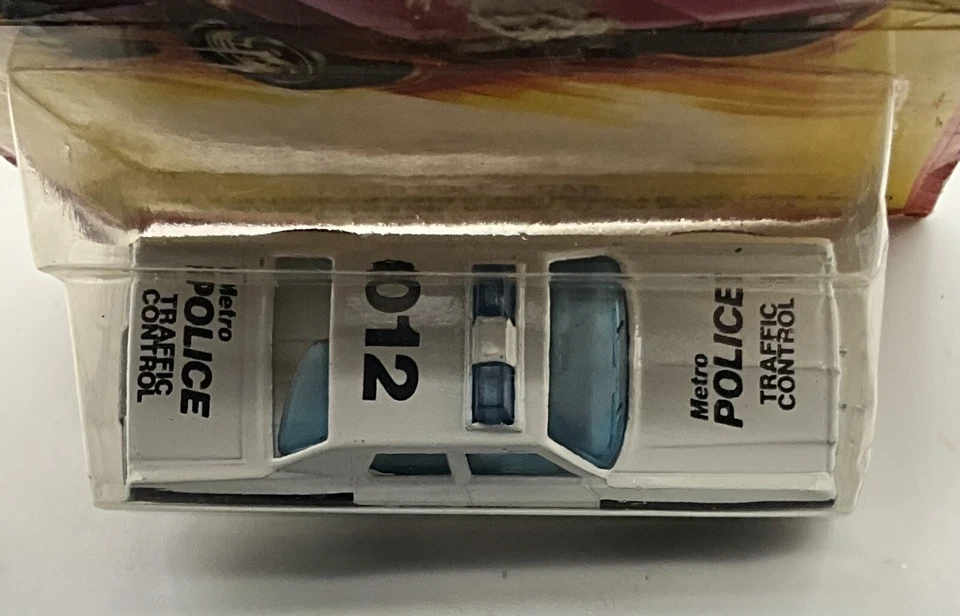 Metro
POLICE
TRAFFIC
CONTROL
012
Metro
POLICE
TRAFFIC
CONTROL